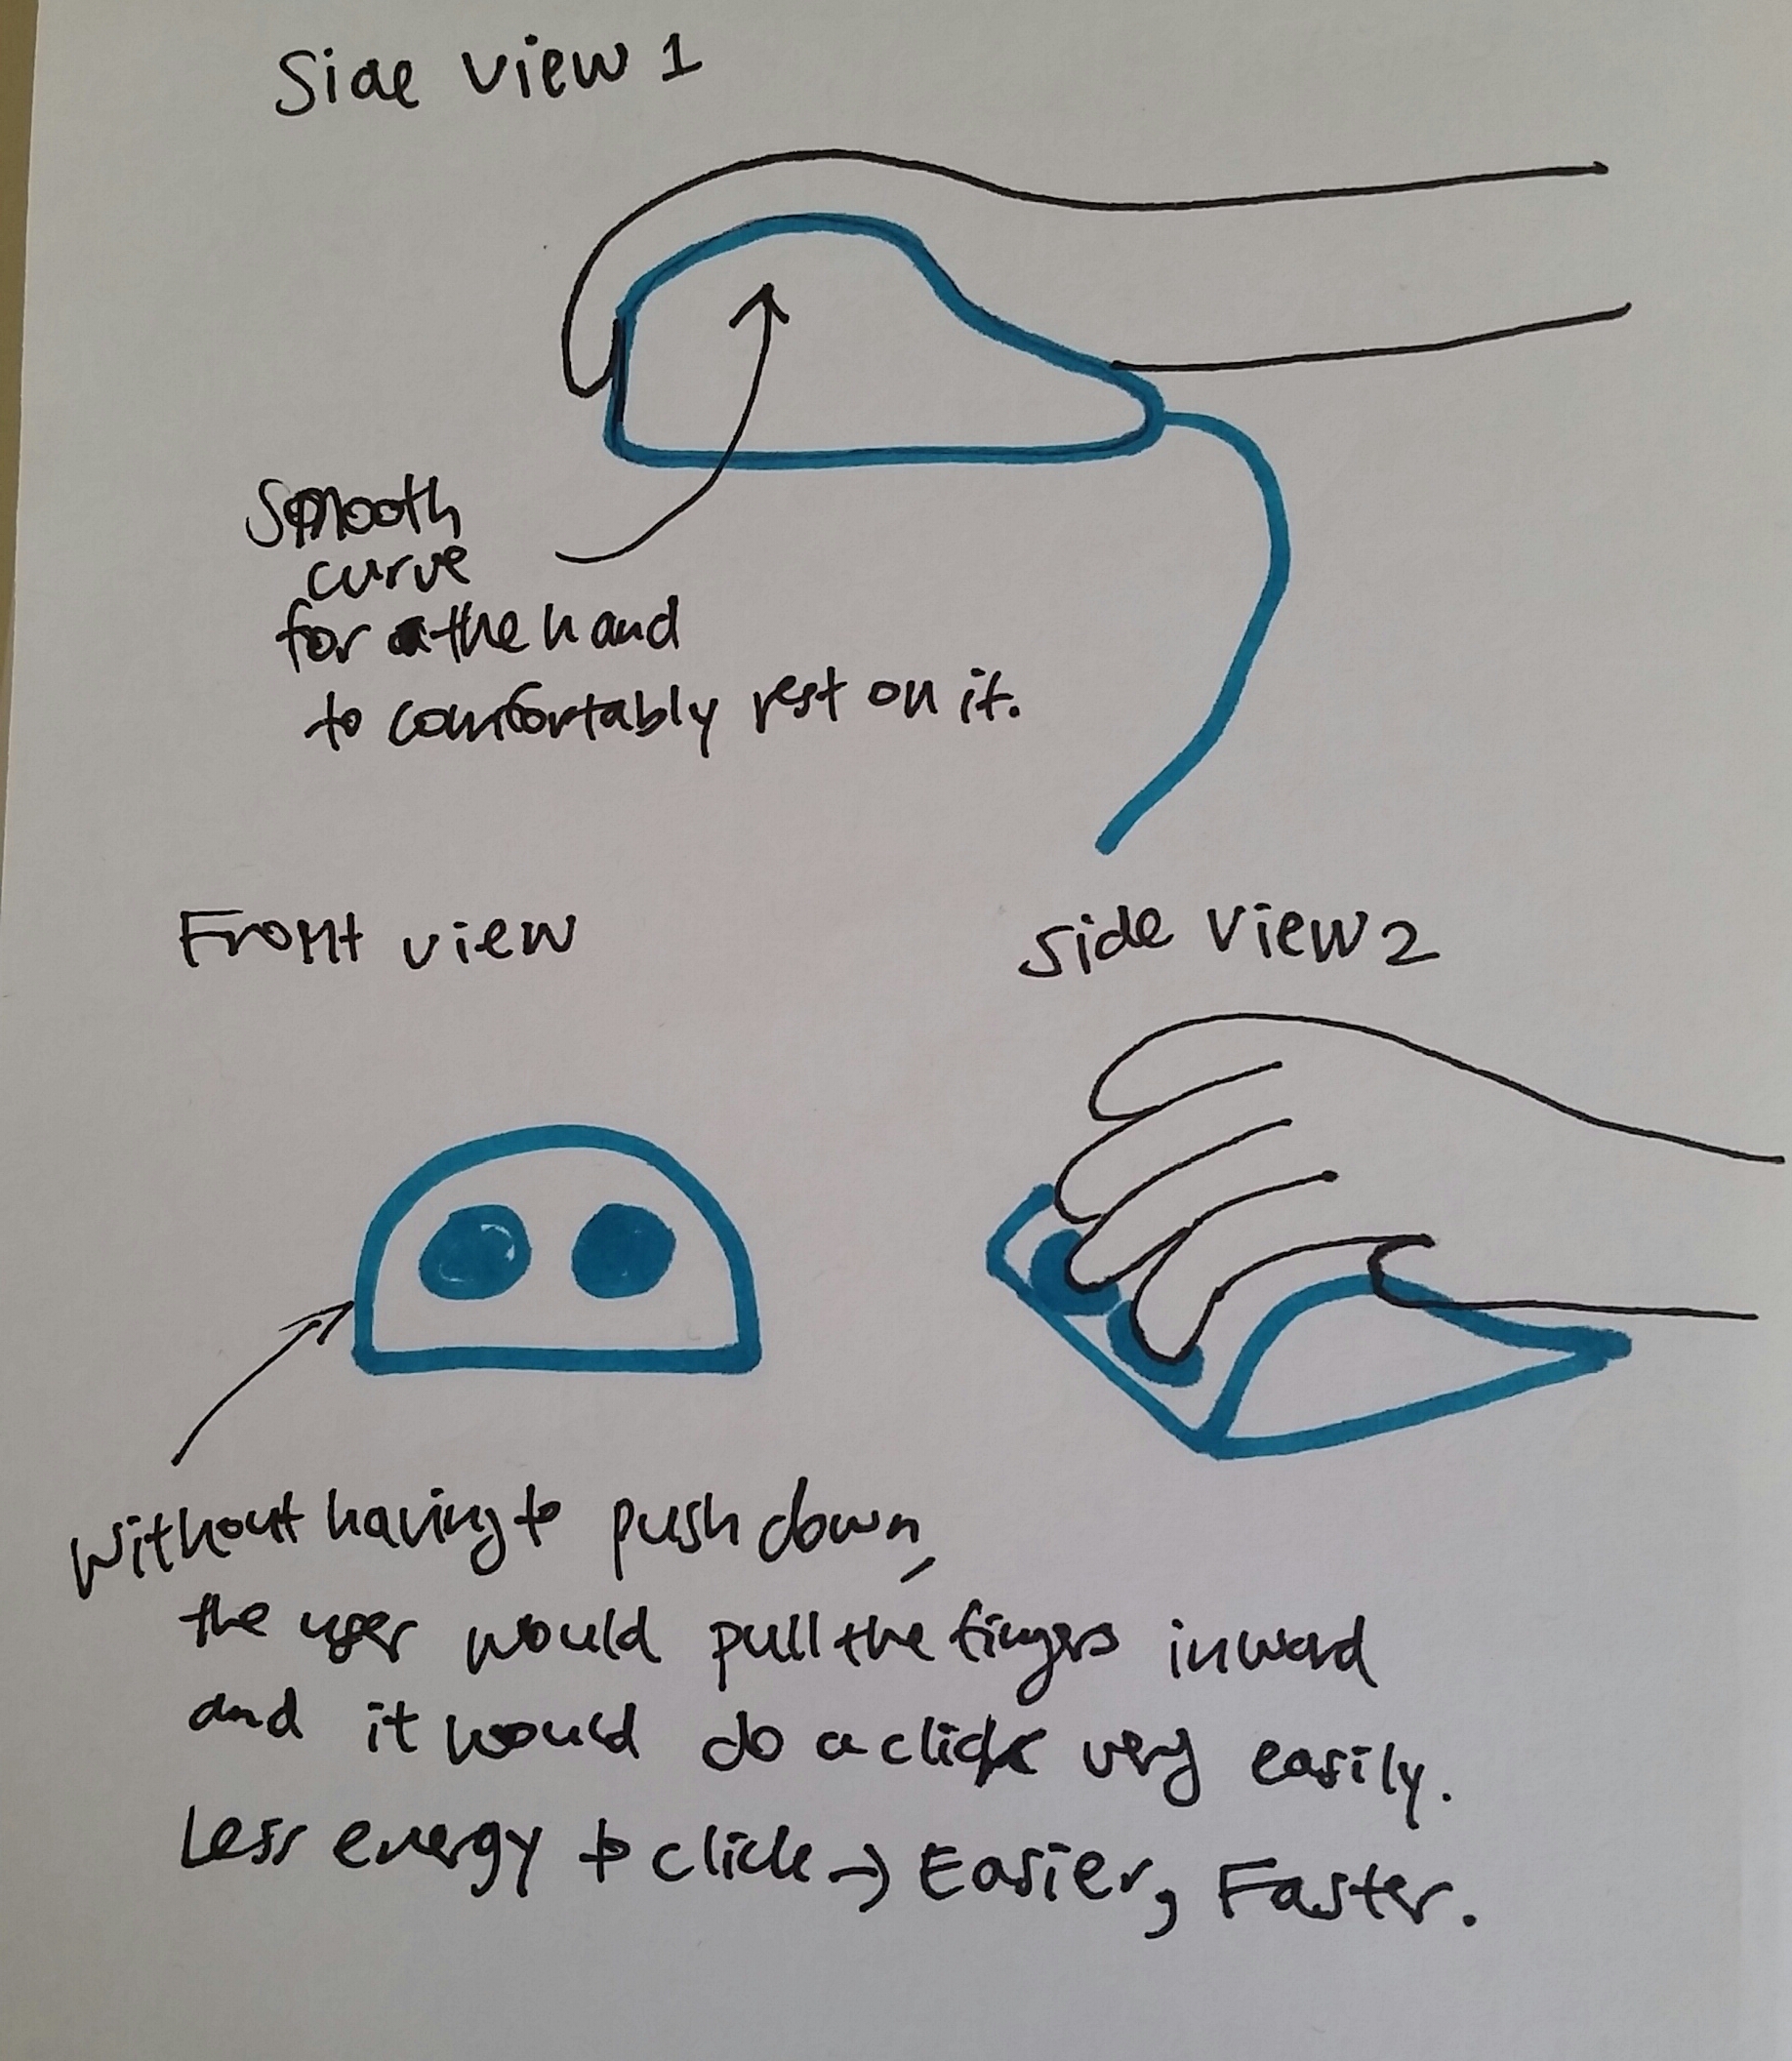 Side view 1
Smooth
curve
for the hand
to comfortably rest on it.
Front view
side view 2
Without having to push down,
the user would pull the fingers inward
and it would do a click very easily.
Less energy to click → Easier, Faster.